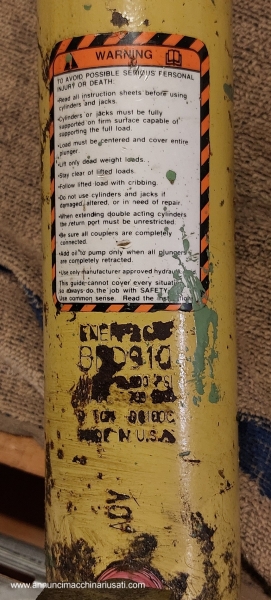 WARNING
TO AVOID POSSIBLE SERIOUS PERSONAL
INJURY OR DEATH:
•Read all instruction sheets before using
cylinders and jacks.
•Cylinders or jacks must be fully
supported on firm surface capable of
supporting the full load.
•Load must be centered and cover entire
plunger.
•Lift only dead weight loads.
•Stay clear of lifted loads.
•Follow lifted load with cribbing.
•Do not use cylinders and jacks if
damaged, altered, or in need of repair.
•When extending double acting cylinders
the return port must be unrestricted.
•Be sure all couplers are completely
connected.
•Add oil to pump only when all plungers
are completely retracted.
•Use only manufacturer approved hydrau
This guide cannot cover every situati
so always do the job with SAFETY
Use common sense. Read the inst
ENERPAC
MADE IN U.S.A.
ADV
www.annuncimacchinariusati.com